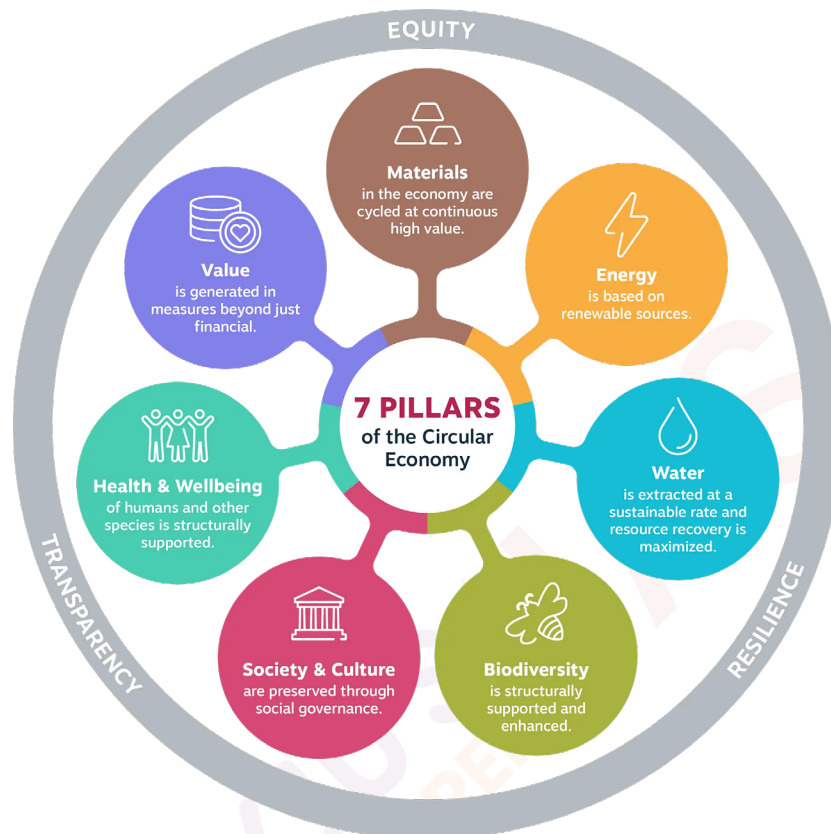 EQUITY
Materials
in the economy are
cycled at continuous
high value.
Energy
is based on
renewable sources.
Water
is extracted at a
sustainable rate and
resource recovery is
maximized.
Biodiversity
is structurally
supported and
enhanced.
Society & Culture
are preserved through
social governance.
Health & Wellbeing
of humans and other
species is structurally
supported.
Value
is generated in
measures beyond just
financial.
7 PILLARS
of the Circular
Economy
RESILIENCE
TRANSPARENCY